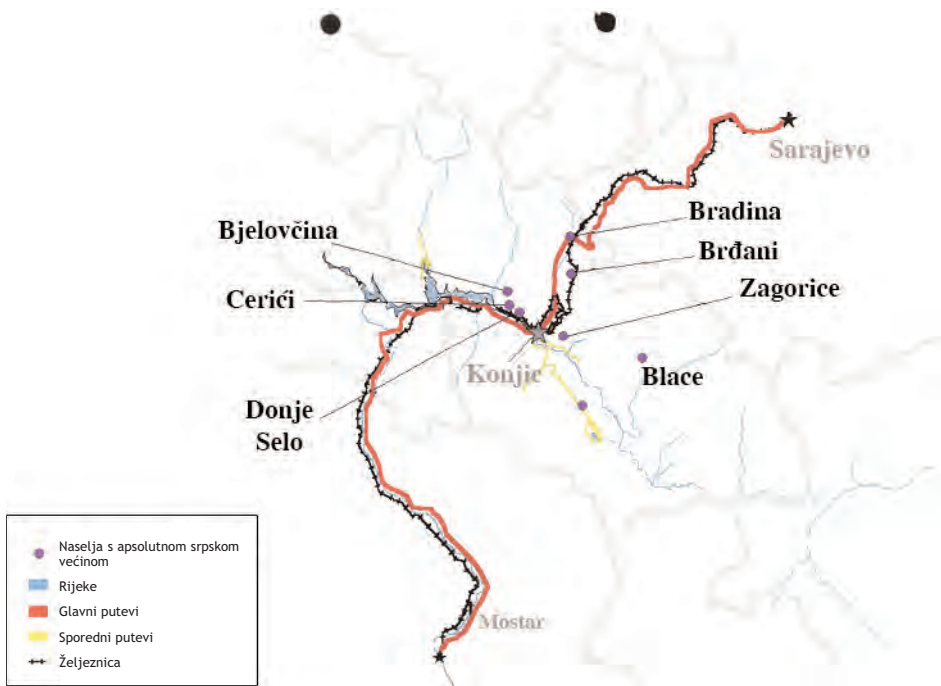 Sarajevo
Bradina
Bjelovčina
Brđani
Zagorice
Cerići
Konjic
Blace
Donje
Selo
Mostar
Naselja s apsolutnom srpskom
većinom
Rijeke
Glavni putevi
Sporedni putevi
Željeznica